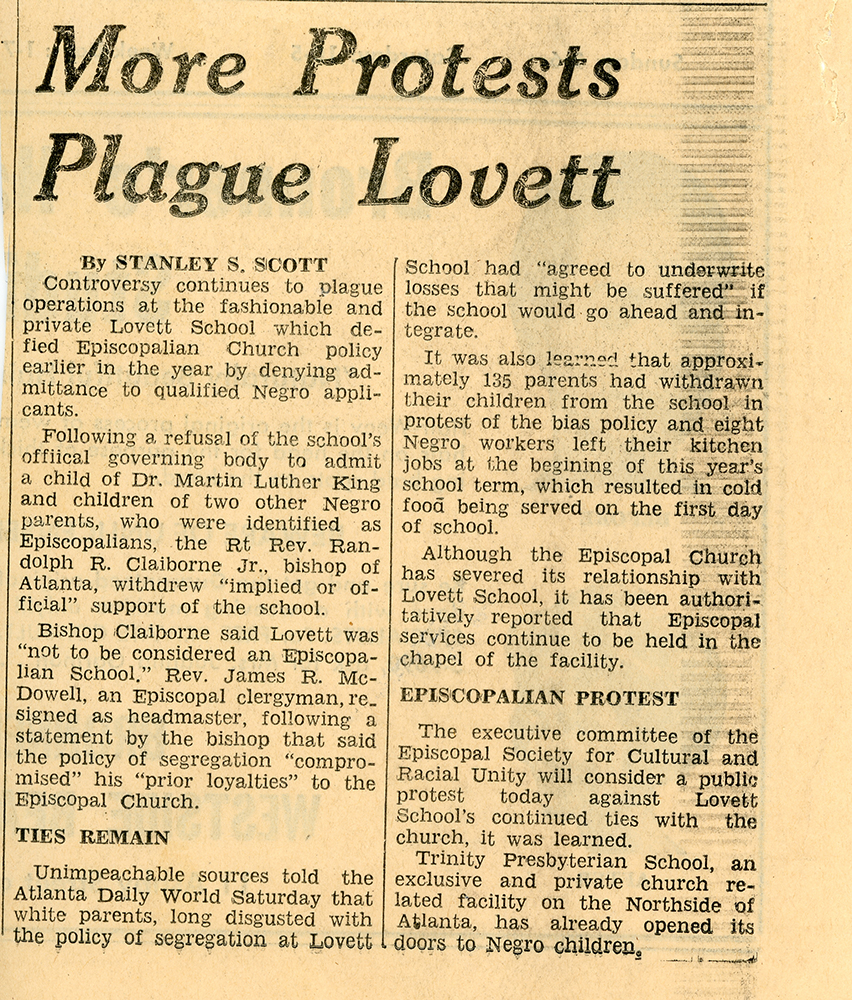 More Protests
Plague Lovett
By STANLEY S. SCOTT
Controversy continues to plague
operations at the fashionable and
private Lovett School which de-
fied Episcopalian Church policy
earlier in the year by denying ad-
mittance to qualified Negro appli-
cants.
Following a refusal of the school's
offiical governing body to admit
a child of Dr. Martin Luther King
and children of two other Negro
parents, who were identified as
Episcopalians, the Rt Rev. Ran-
dolph R. Claiborne Jr., bishop of
Atlanta, withdrew "implied or of-
ficial" support of the school.
Bishop Claiborne said Lovett was
"not to be considered an Episcopa-
lian School." Rev. James R. Mc-
Dowell, an Episcopal clergyman, re-
signed as headmaster, following a
statement by the bishop that said
the policy of segregation "compro-
mised" his "prior loyalties" to the
Episcopal Church.
TIES REMAIN
Unimpeachable sources told the
Atlanta Daily World Saturday that
white parents, long disgusted with
the policy of segregation at Lovett
School had "agreed to underwrite
losses that might be suffered" if
the school would go ahead and in-
tegrate.
It was also learned that approxi-
mately 135 parents had withdrawn
their children from the school in
protest of the bias policy and eight
Negro workers left their kitchen
jobs at the begining of this year's
school term, which resulted in cold
food being served on the first day
of school.
Although the Episcopal Church
has severed its relationship with
Lovett School, it has been authori-
tatively reported that Episcopal
services continue to be held in the
chapel of the facility.
EPISCOPALIAN PROTEST
The executive committee of the
Episcopal Society for Cultural and
Racial Unity will consider a public
protest today against Lovett
School's continued ties with the
church, it was learned.
Trinity Presbyterian School, an
exclusive and private church re-
lated facility on the Northside of
Atlanta, has already opened its
doors to Negro children.